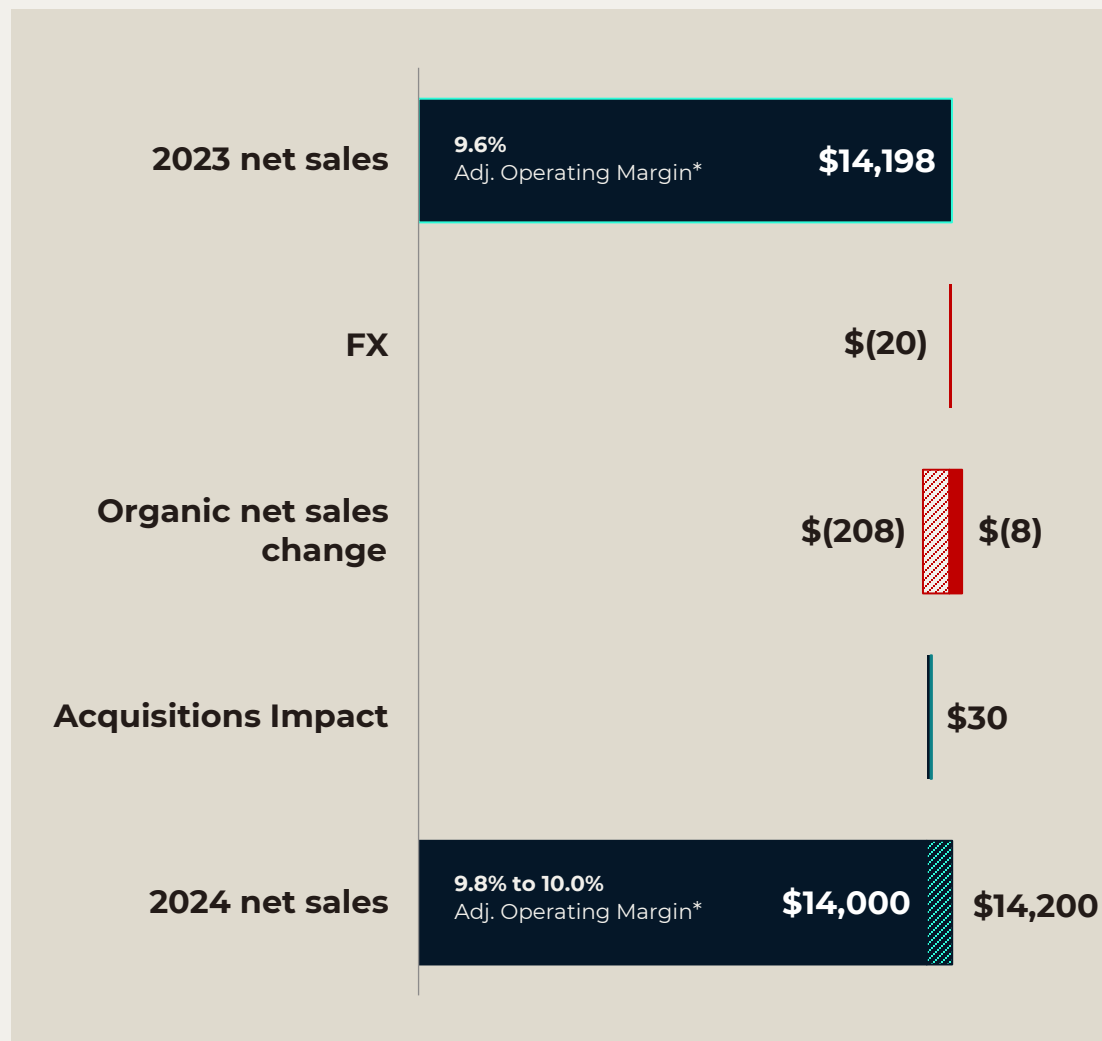 2023 net sales
9.6%
Adj. Operating Margin*
$14,198
FX
$(20)
Organic net sales
change
$(208)
$(8)
Acquisitions Impact
$30
2024 net sales
9.8% to 10.0%
Adj. Operating Margin*
$14,000
$14,200